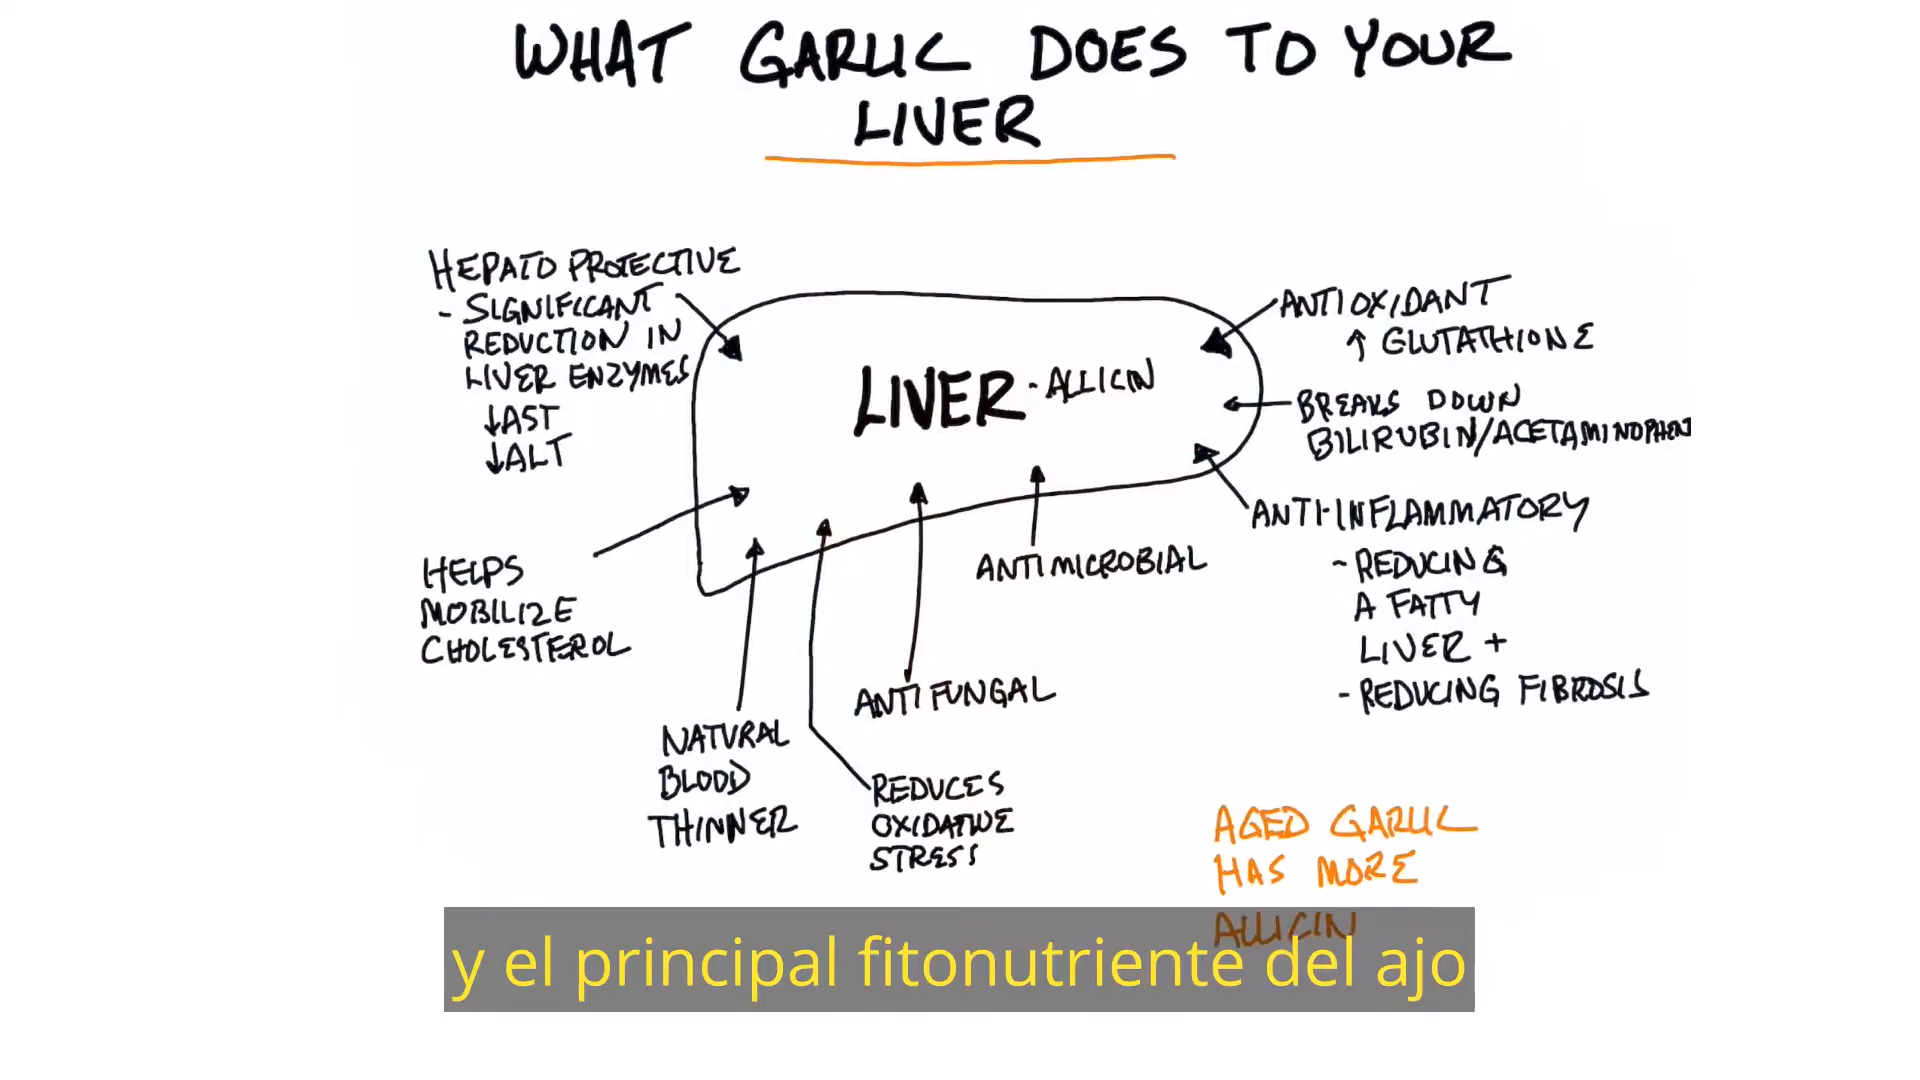 WHAT GARLIC DOES TO YOUR
LIVER
HEPATO PROTECTIVE
- SIGNIFICANT
REDUCTION IN
LIVER ENZYMES
↓AST
↓ALT
LIVER - ALLICIN
ANTIOXIDANT
↑ GLUTATHIONE
BREAKS DOWN
BILIRUBIN/ACETAMINOPHEN
ANTI-INFLAMMATORY
- REDUCING
A FATTY
LIVER +
- REDUCING FIBROSIS
ANTIMICROBIAL
HELPS
MOBILIZE
CHOLESTEROL
ANTIFUNGAL
NATURAL
BLOOD
THINNER
REDUCES
OXIDATIVE
STRESS
AGED GARLIC
HAS MORE
ALLICIN
y el principal fitonutriente del ajo